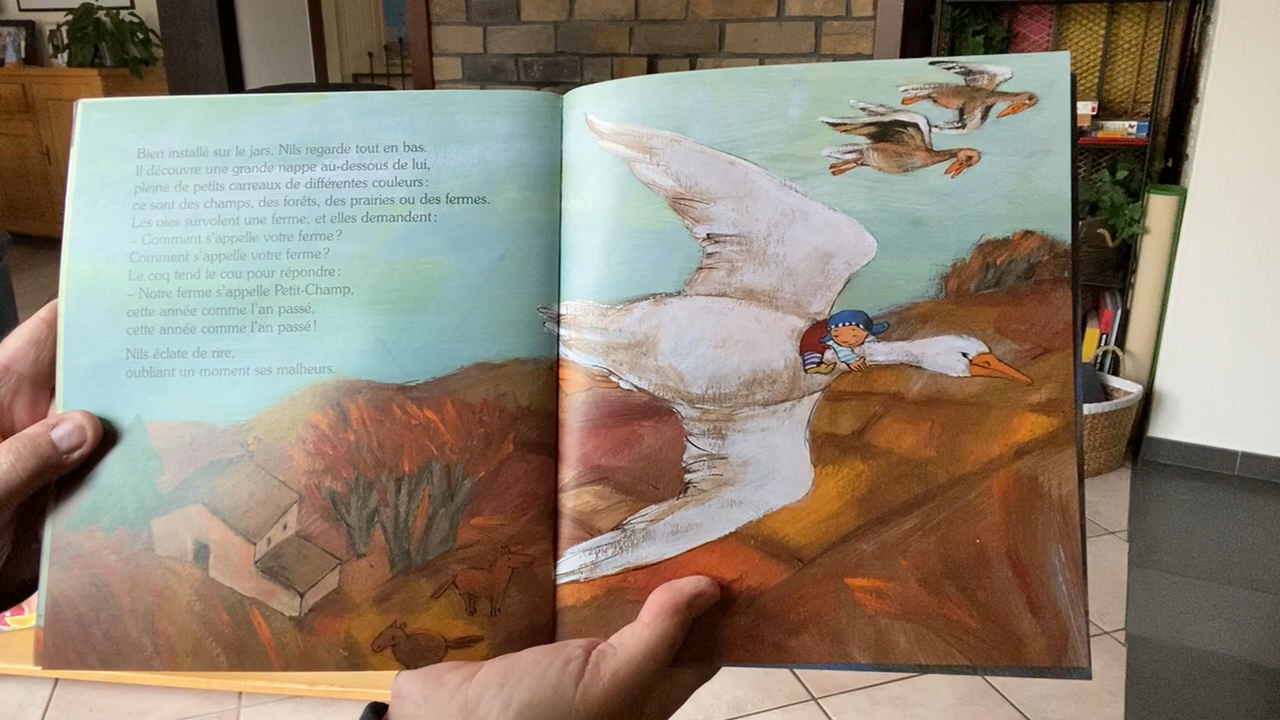 Bien installé sur le jars, Nils regarde tout en bas.
Il découvre une grande nappe au-dessous de lui,
pleine de petits carreaux de différentes couleurs :
ce sont des champs, des forêts, des prairies ou des fermes.
Les oies survolent une ferme, et elles demandent :
– Comment s'appelle votre ferme ?
Comment s'appelle votre ferme ?
Le coq tend le cou pour répondre :
– Notre ferme s'appelle Petit-Champ,
cette année comme l'an passé,
cette année comme l'an passé !
Nils éclate de rire,
oubliant un moment ses malheurs.